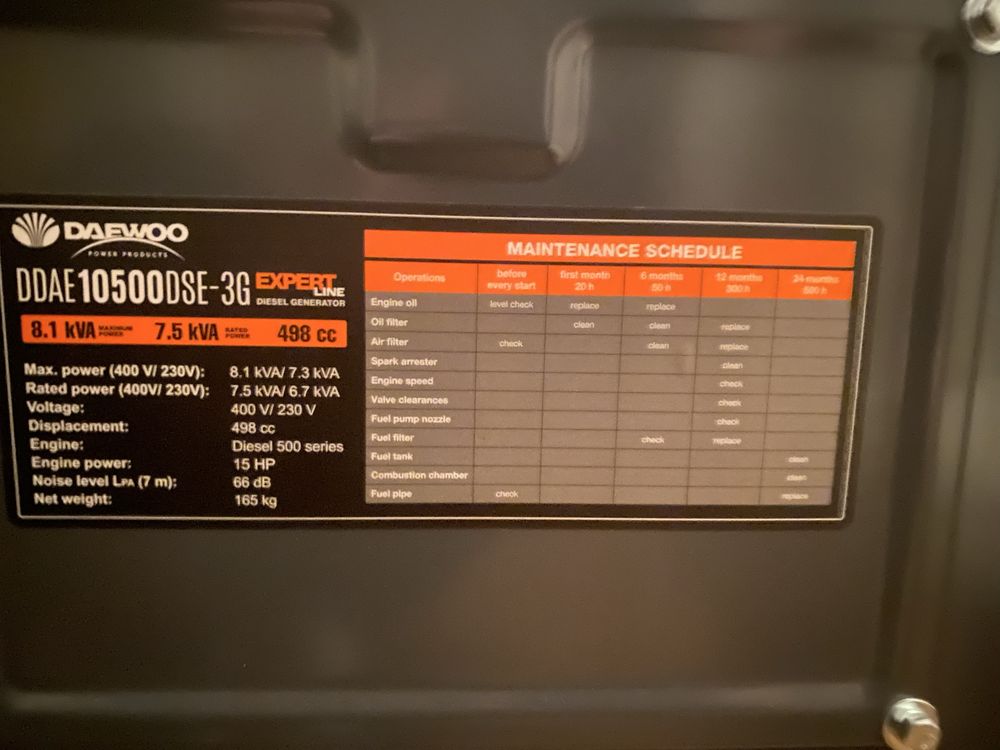 DAEWOO
POWER PRODUCTS
DDAE10500DSE-3G EXPERT LINE
DIESEL GENERATOR
8.1 kVA MAXIMUM POWER 7.5 kVA RATED POWER 498 cc
Max. power (400 V/ 230V): 8.1 kVA/ 7.3 kVA
Rated power (400V/ 230V): 7.5 kVA/ 6.7 kVA
Voltage: 400 V/ 230 V
Displacement: 498 cc
Engine: Diesel 500 series
Engine power: 15 HP
Noise level LPA (7 m): 66 dB
Net weight: 165 kg
MAINTENANCE SCHEDULE
Operations before every start first month 20 h 6 months 50 h 12 months 300 h 24 months 500 h
Engine oil level check replace replace
Oil filter clean clean replace
Air filter check clean replace
Spark arrester clean
Engine speed check
Valve clearances check
Fuel pump nozzle check
Fuel filter check replace
Fuel tank clean
Combustion chamber clean
Fuel pipe check replace